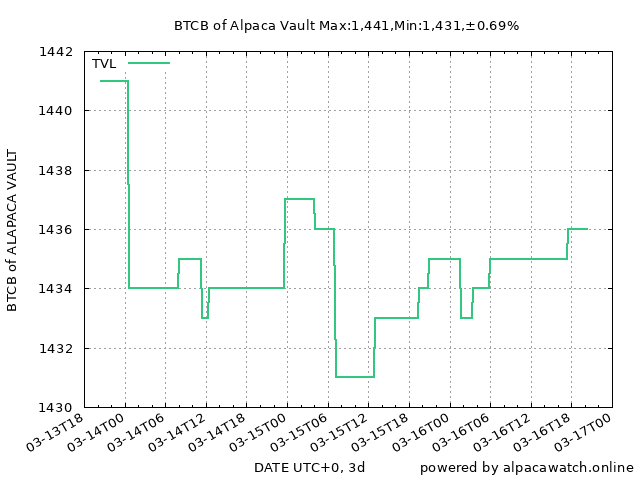 BTCB of Alpaca Vault Max:1,441,Min:1,431,±0.69%
TVL
1442
1440
1438
1436
1434
1432
1430
BTCB of ALAPACA VAULT
03-13T18
03-14T00
03-14T06
03-14T12
03-14T18
03-15T00
03-15T06
03-15T12
03-15T18
03-16T00
03-16T06
03-16T12
03-16T18
03-17T00
DATE UTC+0, 3d
powered by alpacawatch.online